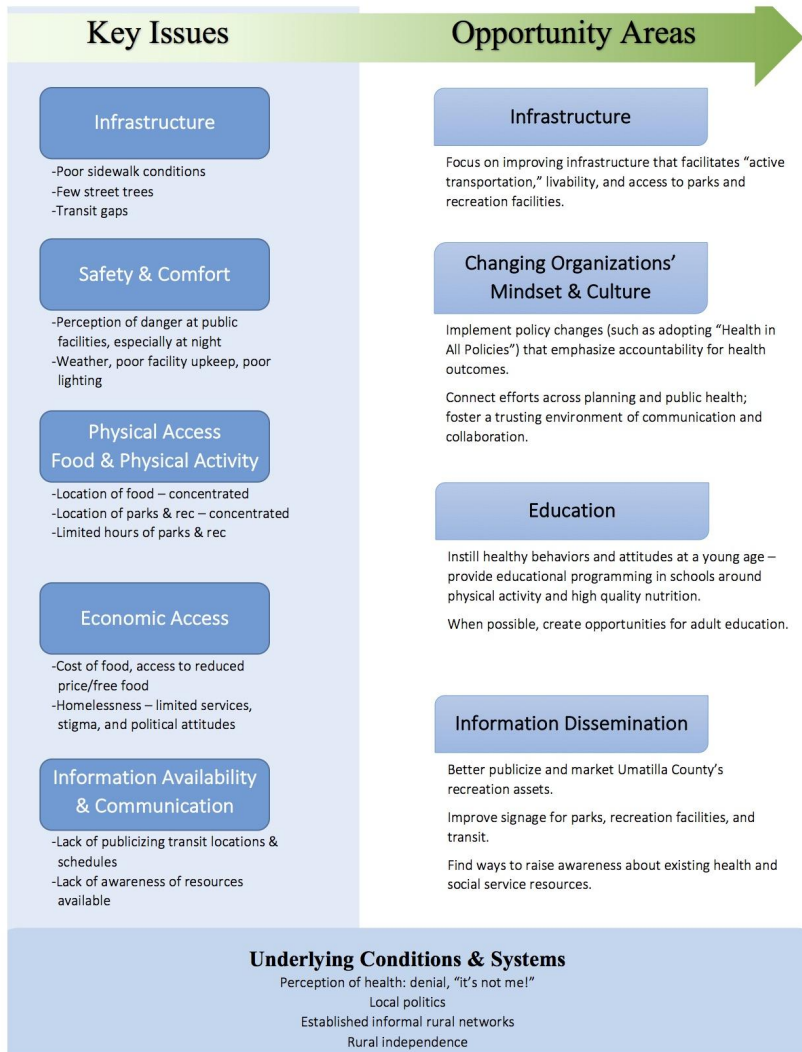 Key Issues
Opportunity Areas
Infrastructure
-Poor sidewalk conditions
-Few street trees
-Transit gaps
Safety & Comfort
-Perception of danger at public
facilities, especially at night
-Weather, poor facility upkeep, poor
lighting
Physical Access
Food & Physical Activity
-Location of food – concentrated
-Location of parks & rec – concentrated
-Limited hours of parks & rec
Economic Access
-Cost of food, access to reduced
price/free food
-Homelessness – limited services,
stigma, and political attitudes
Information Availability
& Communication
-Lack of publicizing transit locations &
schedules
-Lack of awareness of resources
available
Infrastructure
Focus on improving infrastructure that facilitates “active
transportation,” livability, and access to parks and
recreation facilities.
Changing Organizations’
Mindset & Culture
Implement policy changes (such as adopting “Health in
All Policies”) that emphasize accountability for health
outcomes.
Connect efforts across planning and public health;
foster a trusting environment of communication and
collaboration.
Education
Instill healthy behaviors and attitudes at a young age –
provide educational programming in schools around
physical activity and high quality nutrition.
When possible, create opportunities for adult education.
Information Dissemination
Better publicize and market Umatilla County’s
recreation assets.
Improve signage for parks, recreation facilities, and
transit.
Find ways to raise awareness about existing health and
social service resources.
Underlying Conditions & Systems
Perception of health: denial, “it’s not me!”
Local politics
Established informal rural networks
Rural independence